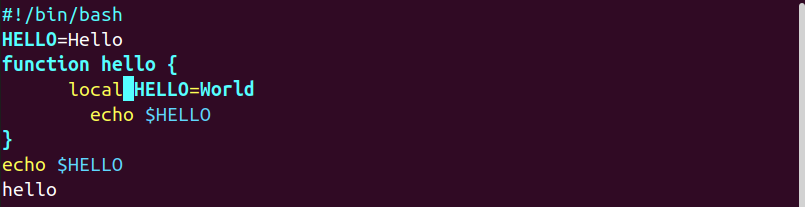 #!/bin/bash
HELLO=Hello
function hello {
      local HELLO=World
        echo $HELLO
}
echo $HELLO
hello